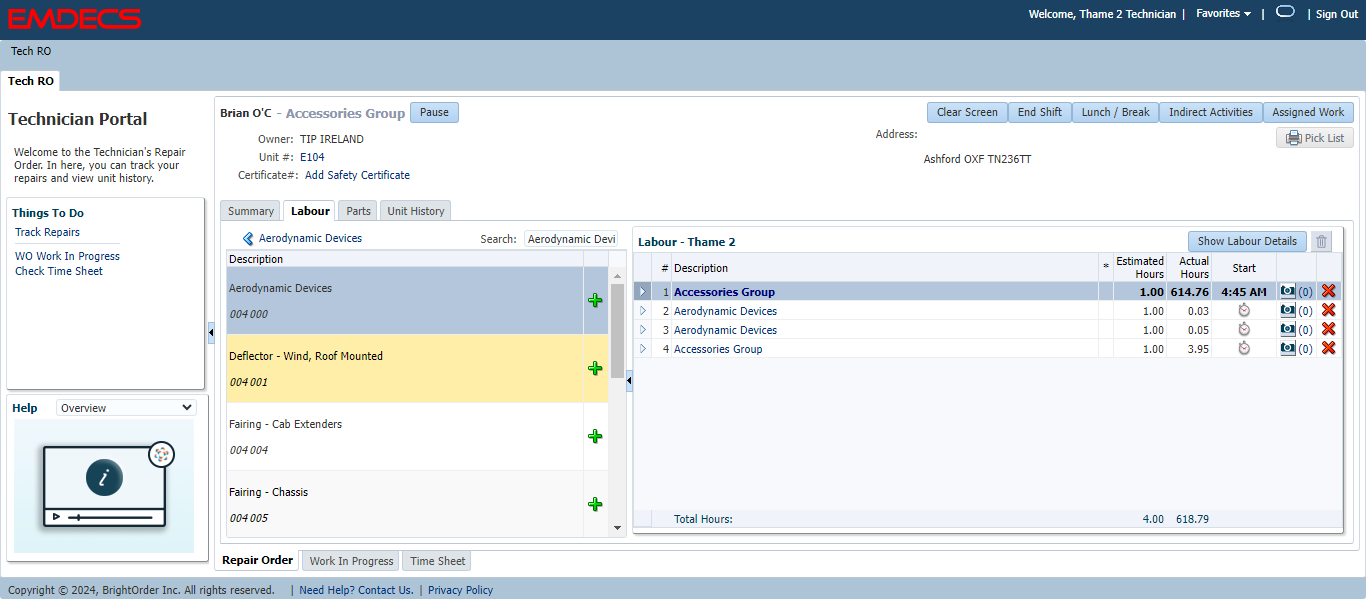 EMDECS
Welcome, Thame 2 Technician | Favorites | | Sign Out
Tech RO
Tech RO
Technician Portal
Welcome to the Technician's Repair
Order. In here, you can track your
repairs and view unit history.
Things To Do
Track Repairs
WO Work In Progress
Check Time Sheet
Help Overview
i
Brian O'C - Accessories Group Pause
Clear Screen End Shift Lunch / Break Indirect Activities Assigned Work
Pick List
Owner: TIP IRELAND
Unit #: E104
Certificate#: Add Safety Certificate
Address:
Ashford OXF TN236TT
Summary Labour Parts Unit History
Aerodynamic Devices Search: Aerodynamic Devi
Description
Aerodynamic Devices
004 000
Deflector - Wind, Roof Mounted
004 001
Fairing - Cab Extenders
004 004
Fairing - Chassis
004 005
Labour - Thame 2 Show Labour Details
# Description * Estimated Hours Actual Hours Start
1 Accessories Group 1.00 614.76 4:45 AM (0)
2 Aerodynamic Devices 1.00 0.03 (0)
3 Aerodynamic Devices 1.00 0.05 (0)
4 Accessories Group 1.00 3.95 (0)
Total Hours: 4.00 618.79
Repair Order Work In Progress Time Sheet
Copyright © 2024, BrightOrder Inc. All rights reserved. | Need Help? Contact Us. | Privacy Policy